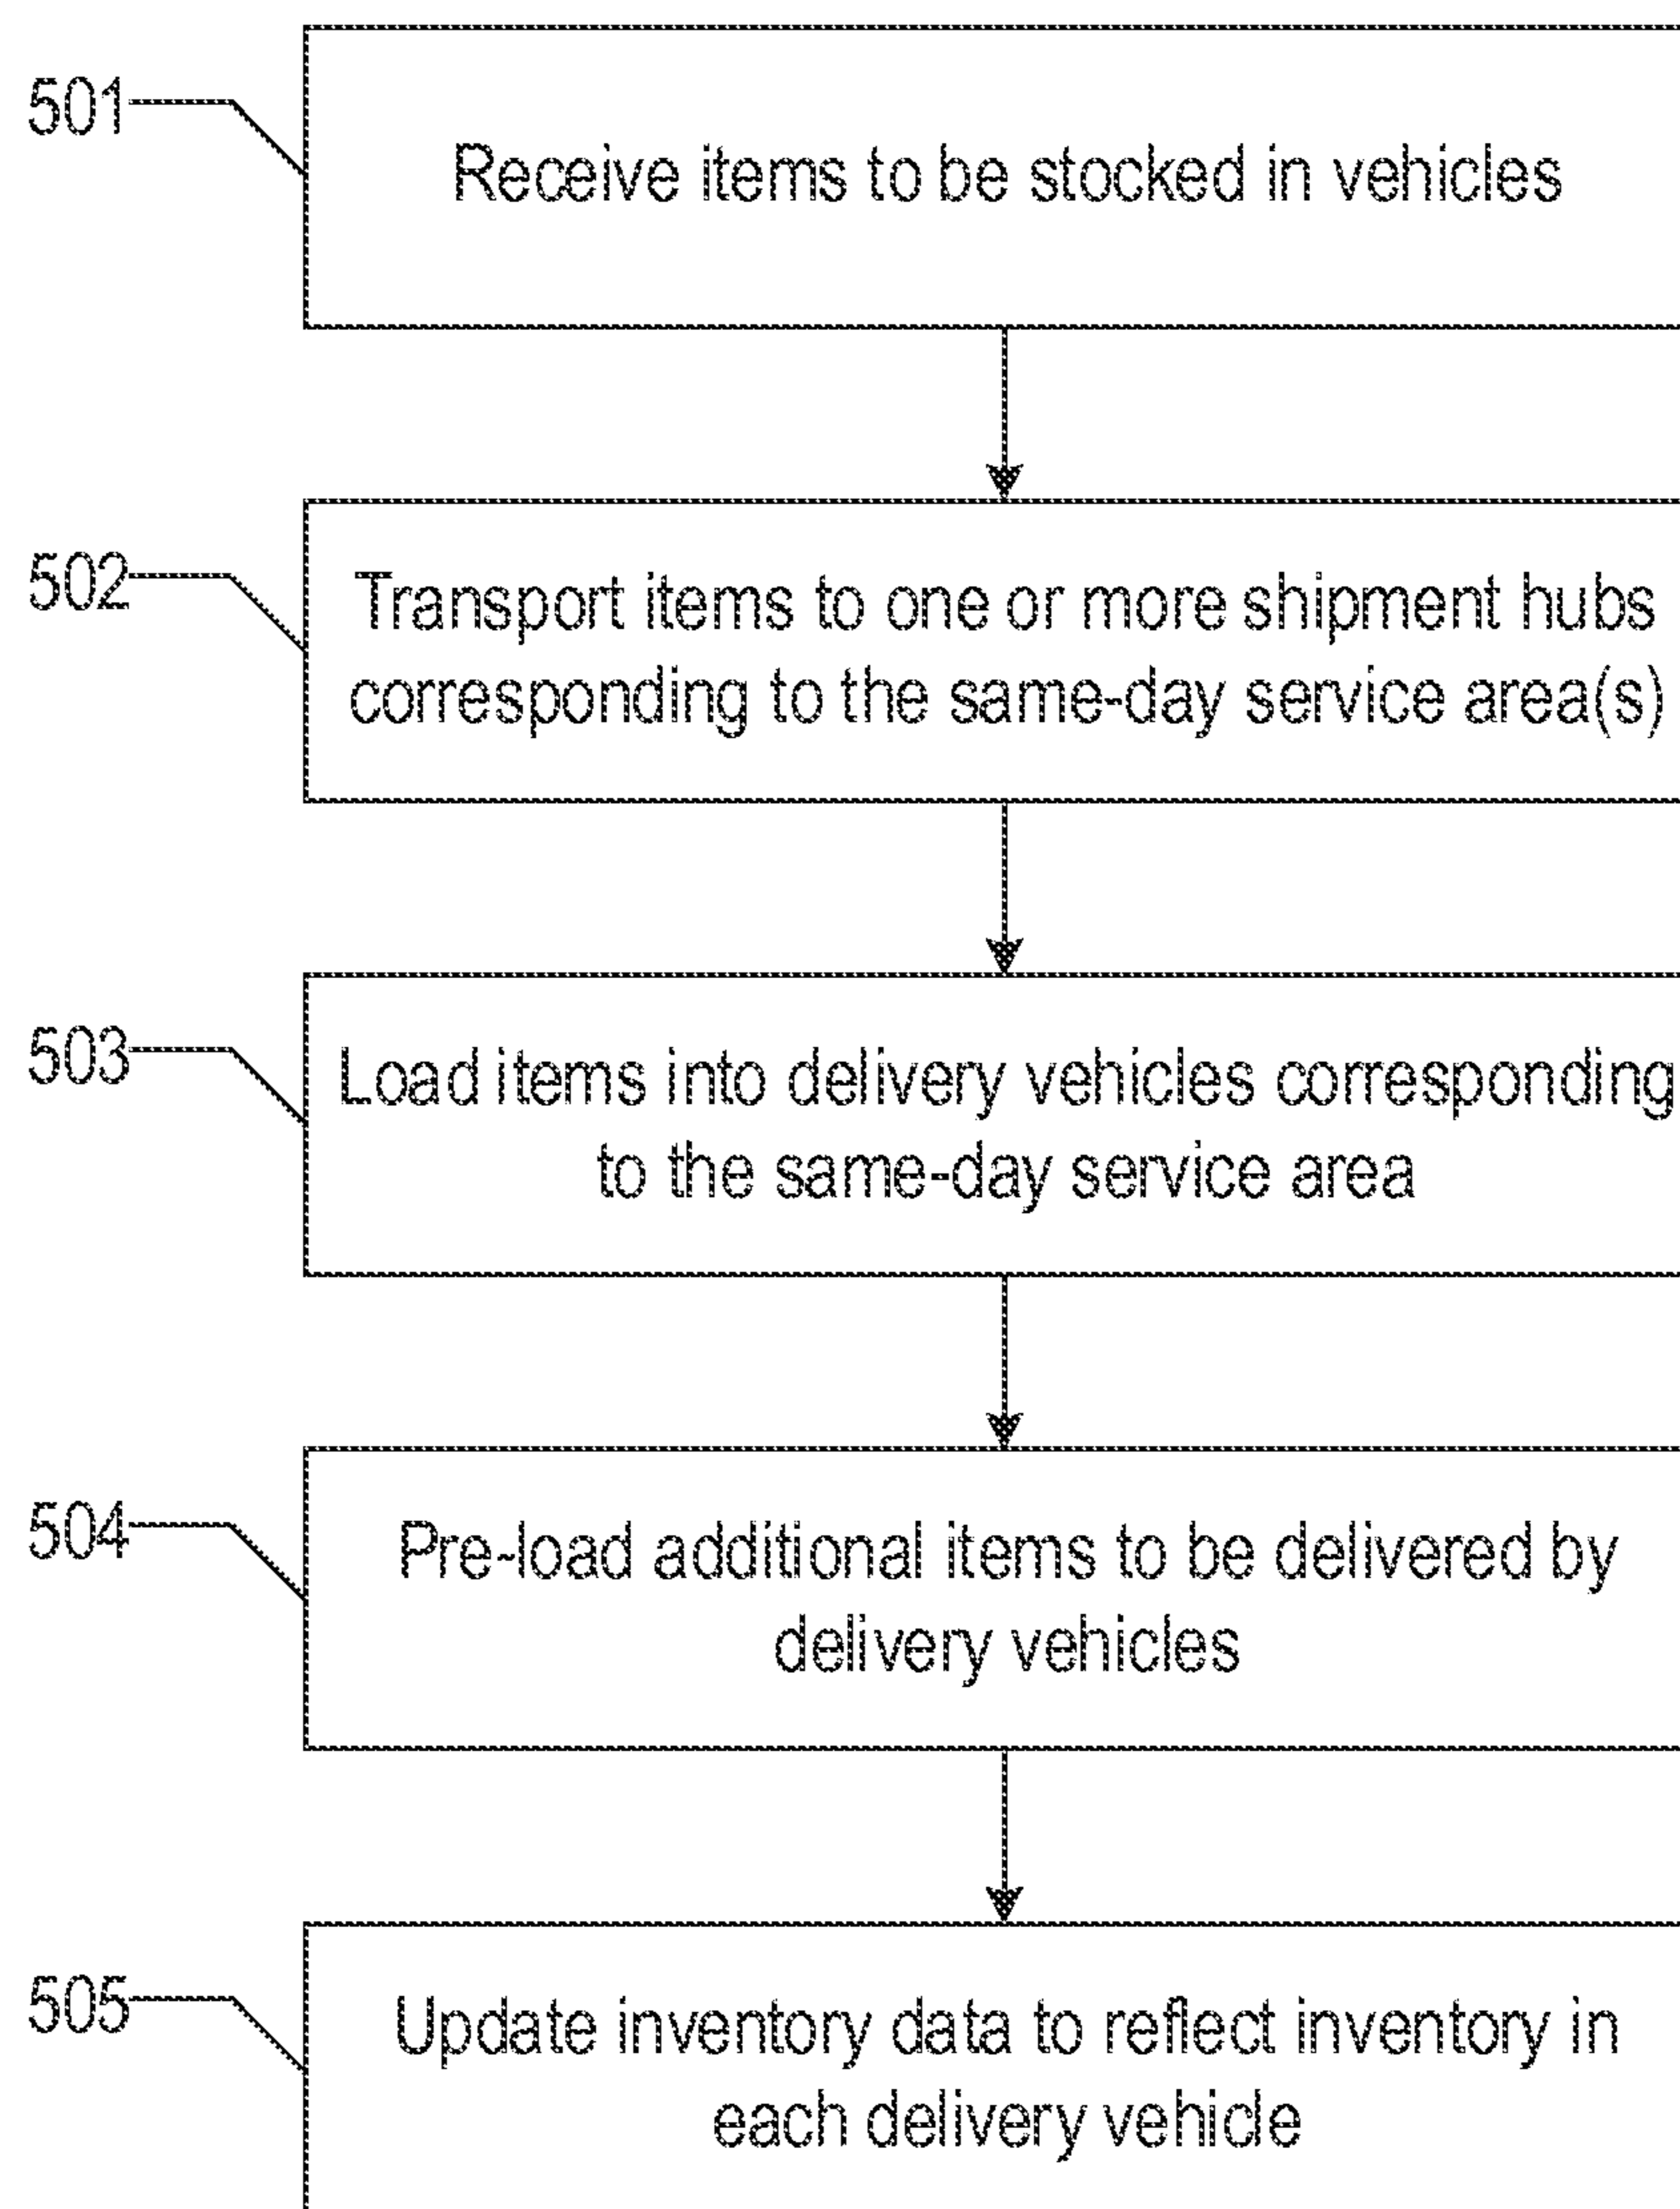 501
Receive items to be stocked in vehicles
502
Transport items to one or more shipment hubs
corresponding to the same-day service area(s)
503
Load items into delivery vehicles corresponding
to the same-day service area
504
Pre-load additional items to be delivered by
delivery vehicles
505
Update inventory data to reflect inventory in
each delivery vehicle